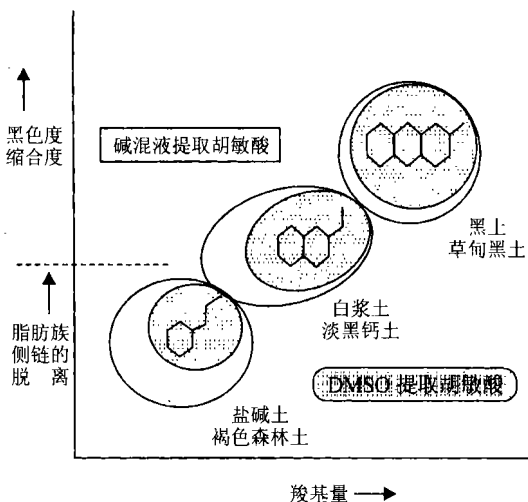 黑色度
缩合度
碱混液提取胡敏酸
黑上
草甸黑土
脂肪族
侧链的
脱 离
白浆土
淡黑钙土
DMSO 提取胡敏酸
盐碱土
褐色森林土
羧基量